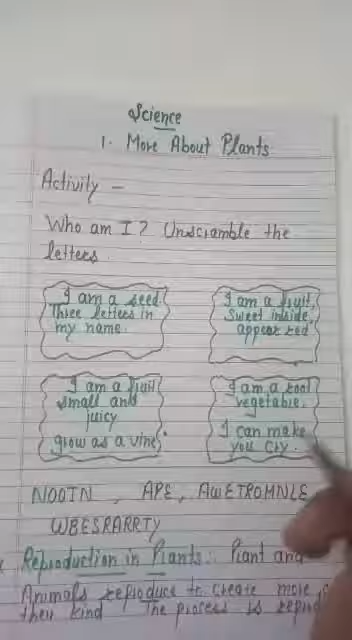 Science
1. More About Plants
Activity -
Who am I? Unscramble the
letters.
I am a seed
Three letters in
my name.
I am a fruit
Sweet inside
appear red
I am a fruit
small and
juicy
grow as a vine.
I am a root
vegetable.
I can make
you cry.
NOOIN, APE, AWETROMNLE
WBESRARRTY
Reproduction in Plants: Plant and
Animals reproduce to create more of
their kind The process is